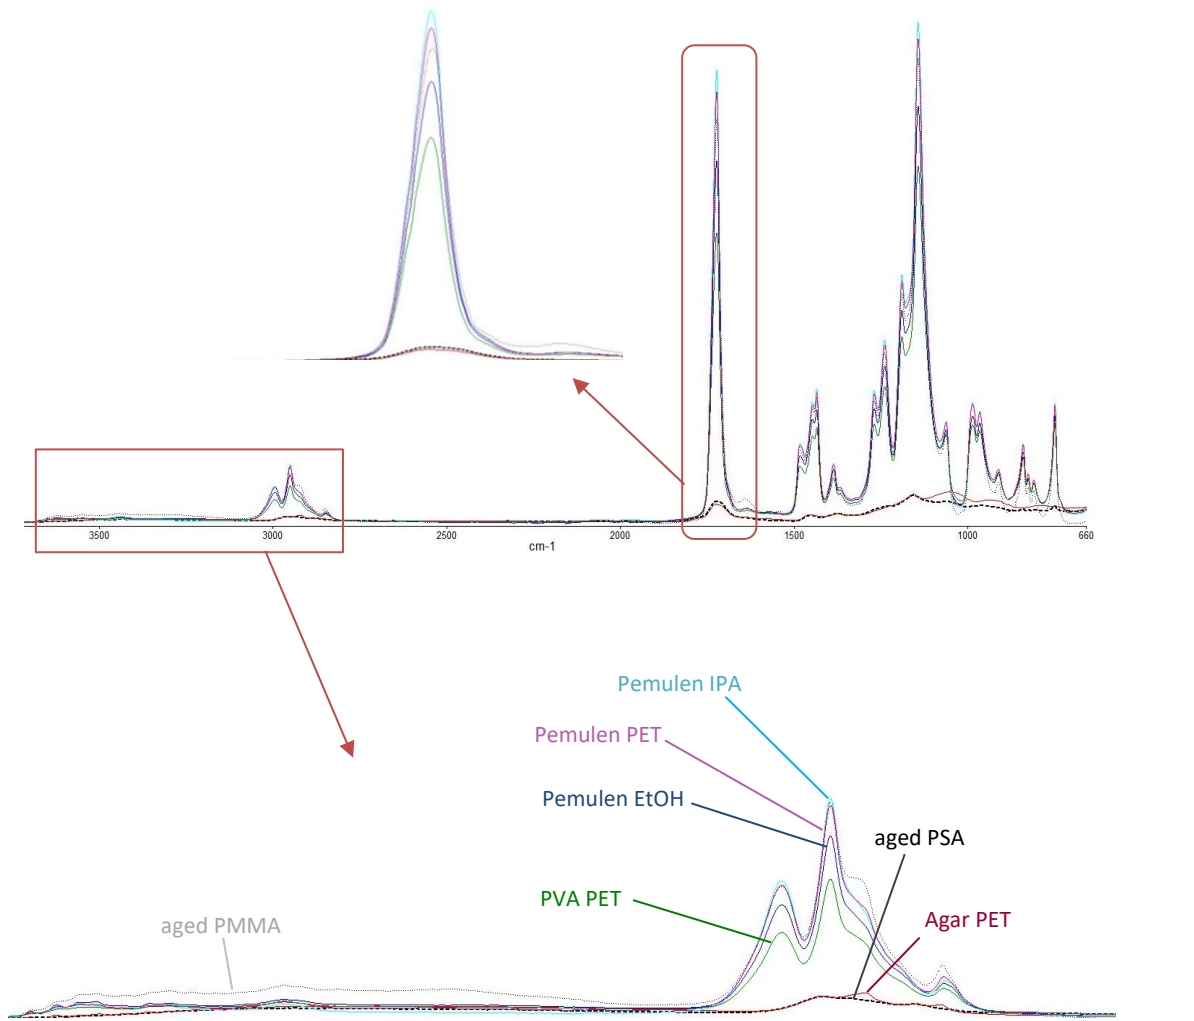 3500 3000 2500 2000 1500 1000 660
cm-1
Pemulen IPA
Pemulen PET
Pemulen EtOH
aged PSA
PVA PET
Agar PET
aged PMMA